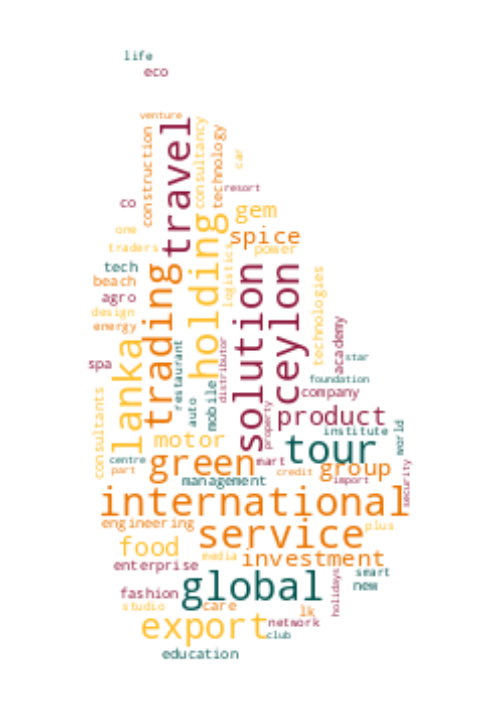 life
eco
venture
construction
travel
consultancy
technology
car
resort
co
gem
one
spice
traders
power
tech
beach
agro
design
energy
trading
holding
logistics
solution
ceylon
technologies
academy
star
spa
lanka
restaurant
auto
mobile
distributor
foundation
company
consultants
property
product
institute
world
motor
tour
centre
part
green
mart
credit
group
import
security
management
international
engineering
service
plus
food
media
investment
enterprise
smart
global
new
fashion
holidays
studio
care
lk
export
network
club
education